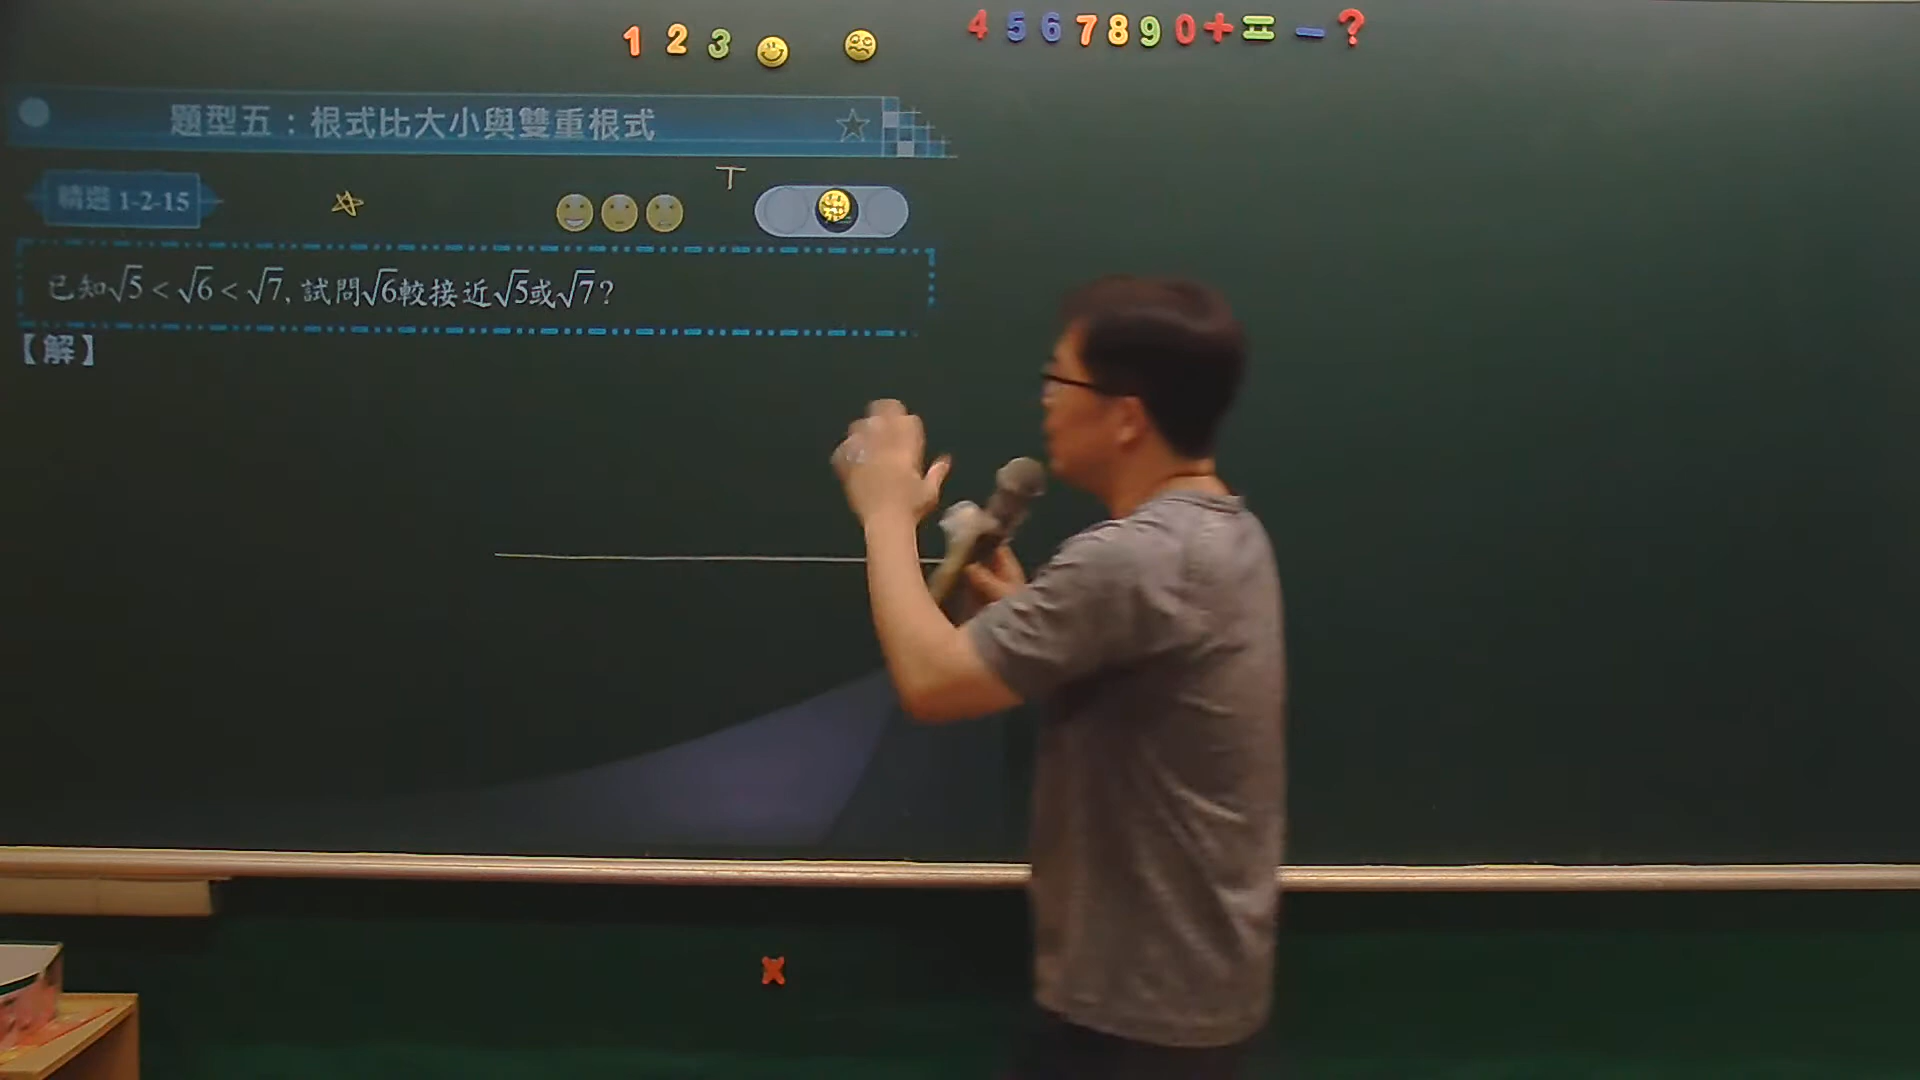 1 2 3 4 5 6 7 8 9 0 + = - ?
題型五：根式比大小與雙重根式 ☆
精選 1-2-15
已知√5 < √6 < √7, 試問√6較接近√5或√7?
【解】